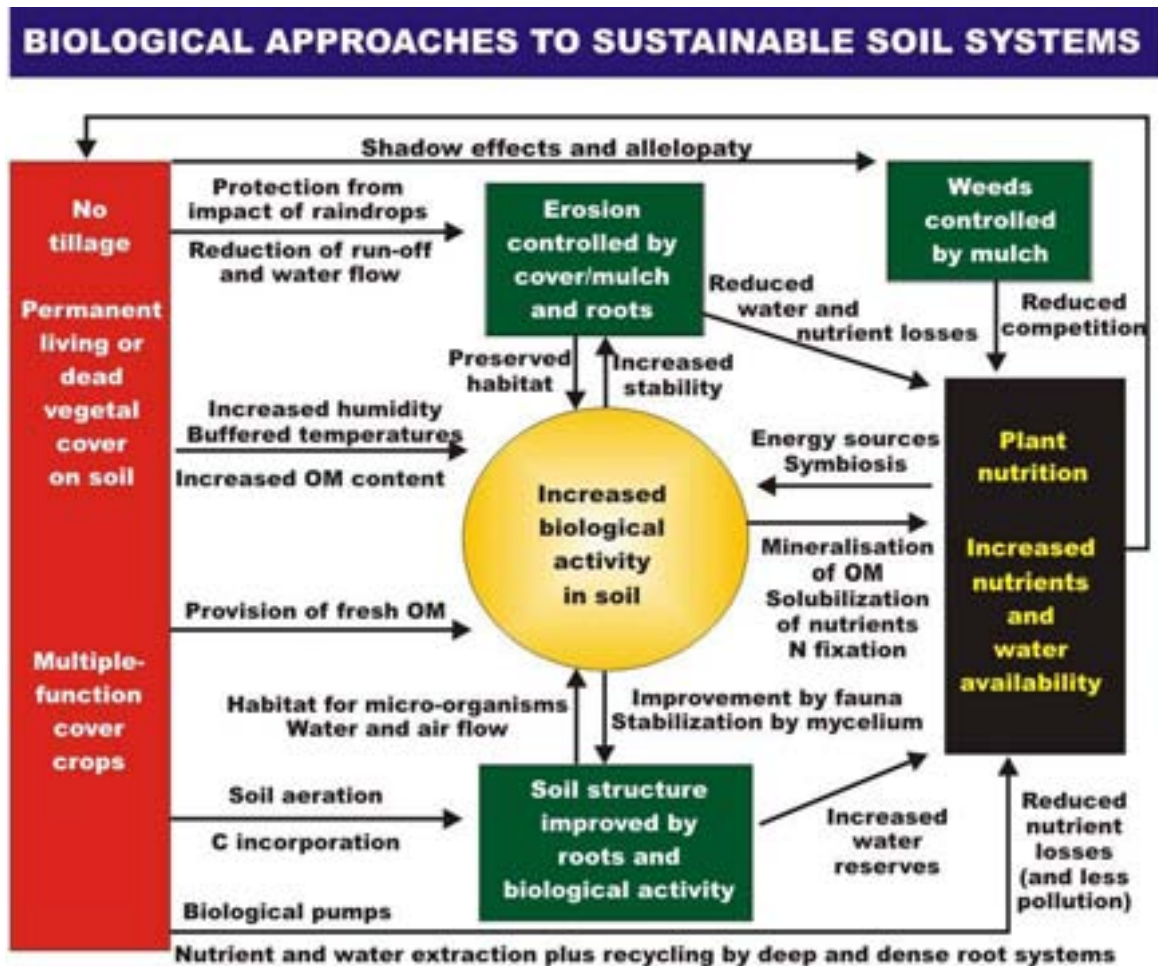 BIOLOGICAL APPROACHES TO SUSTAINABLE SOIL SYSTEMS
Shadow effects and allelopaty
No
tillage
Permanent
living or
dead
vegetal
cover
on soil
Multiple-
function
cover
crops
Protection from
impact of raindrops
Reduction of run-off
and water flow
Erosion
controlled by
cover/mulch
and roots
Weeds
controlled
by mulch
Reduced
water and
nutrient losses
Reduced
competition
Preserved
habitat
Increased
stability
Increased humidity
Buffered temperatures
Increased OM content
Increased
biological
activity
in soil
Energy sources
Symbiosis
Plant
nutrition
Increased
nutrients
and
water
availability
Mineralisation
of OM
Solubilization
of nutrients
N fixation
Provision of fresh OM
Habitat for micro-organisms
Water and air flow
Improvement by fauna
Stabilization by mycelium
Soil aeration
C incorporation
Soil structure
improved by
roots and
biological activity
Increased
water
reserves
Reduced
nutrient
losses
(and less
pollution)
Biological pumps
Nutrient and water extraction plus recycling by deep and dense root systems